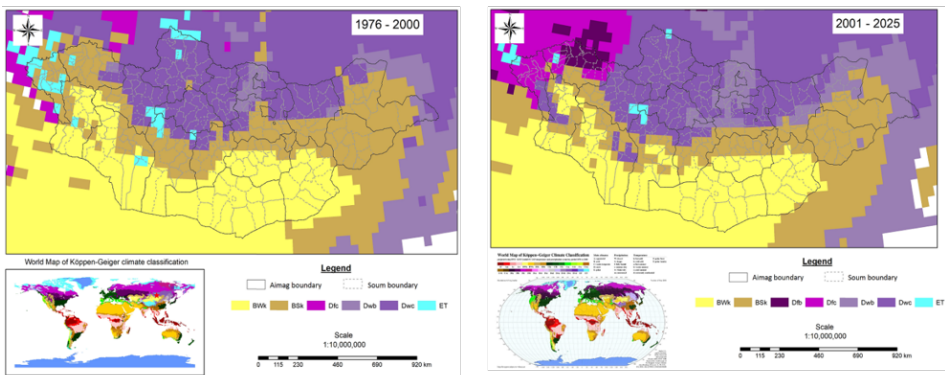 1976 - 2000
World Map of Köppen-Geiger climate classification
Legend
Aimag boundary
Soum boundary
BWk
BSk
Dfc
Dwb
Dwc
ET
Scale
1:10,000,000
0 115 230 460 690 920 km
2001 - 2025
World Map of Köppen-Geiger Climate Classification
Legend
Aimag boundary
Soum boundary
BWk
BSk
Dfb
Dfc
Dwb
Dwc
ET
Scale
1:10,000,000
0 115 230 460 690 920 km